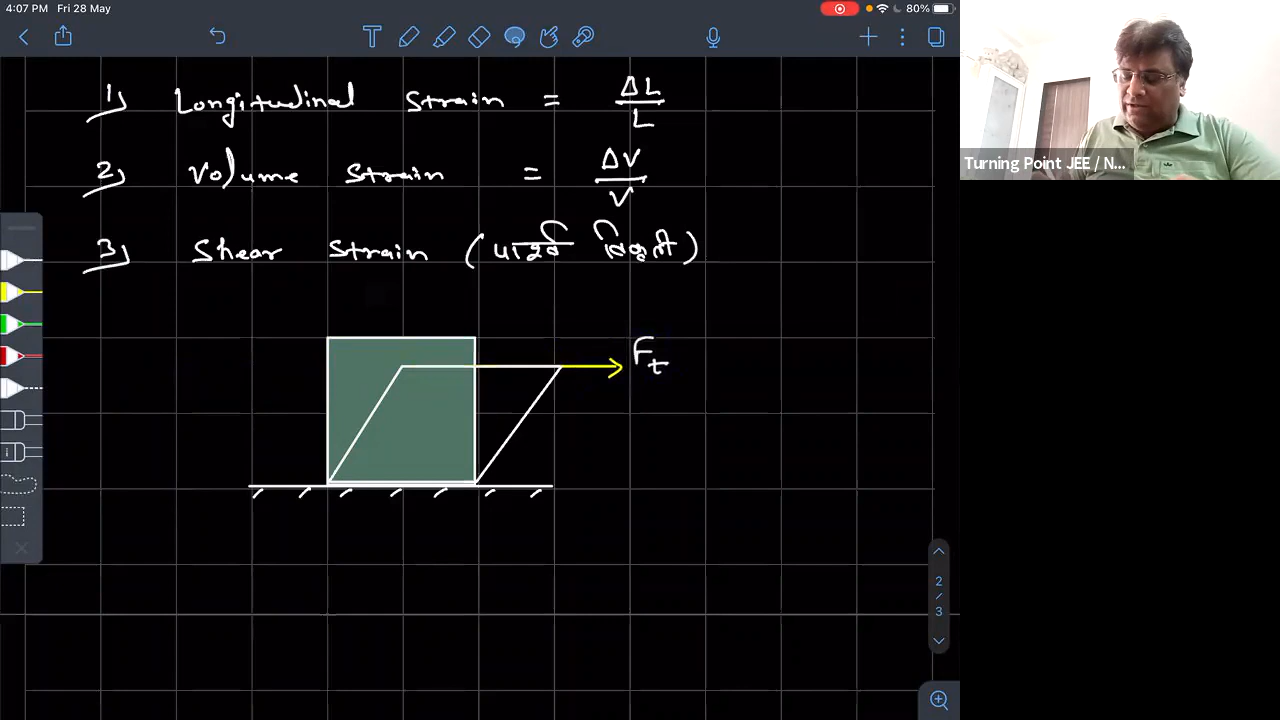 4:07 PM Fri 28 May
80%
1) Longitudinal Strain = ΔL/L
2) Volume Strain = ΔV/V
3) Shear Strain (
Ft
Turning Point JEE / N...
2
/
3